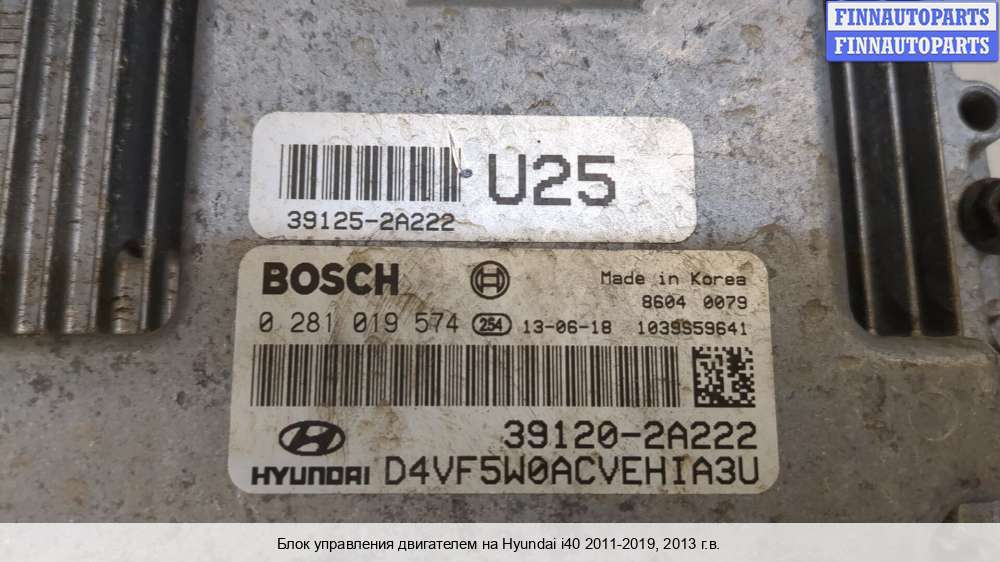 FINNAUTOPARTS
FINNAUTOPARTS
U25
39125-2A222
BOSCH
Made in Korea
8604 0079
0 281 019 574 254 13-06-18 1039S59641
39120-2A222
HYUNDAI D4VF5W0ACVEHIA3U
Блок управления двигателем на Hyundai i40 2011-2019, 2013 г.в.